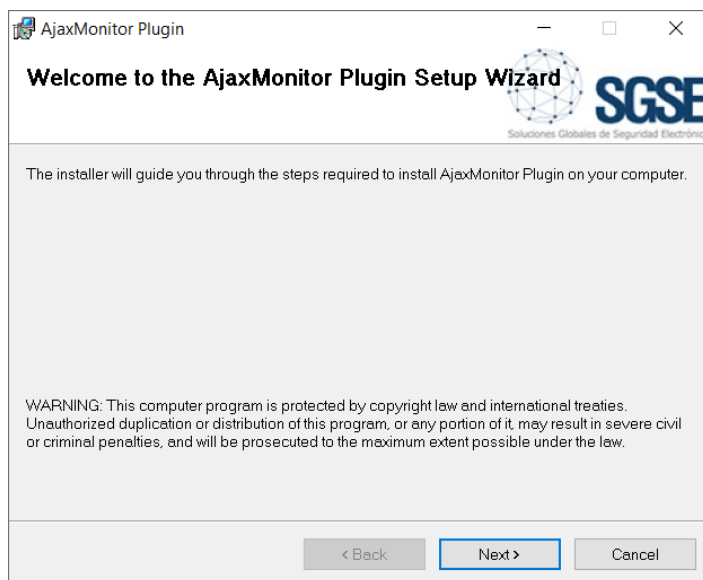 AjaxMonitor Plugin
Welcome to the AjaxMonitor Plugin Setup Wizard
SGSE
Soluciones Globales de Seguridad Electrónic
The installer will guide you through the steps required to install AjaxMonitor Plugin on your computer.
WARNING: This computer program is protected by copyright law and international treaties.
Unauthorized duplication or distribution of this program, or any portion of it, may result in severe civil
or criminal penalties, and will be prosecuted to the maximum extent possible under the law.
< Back Next > Cancel